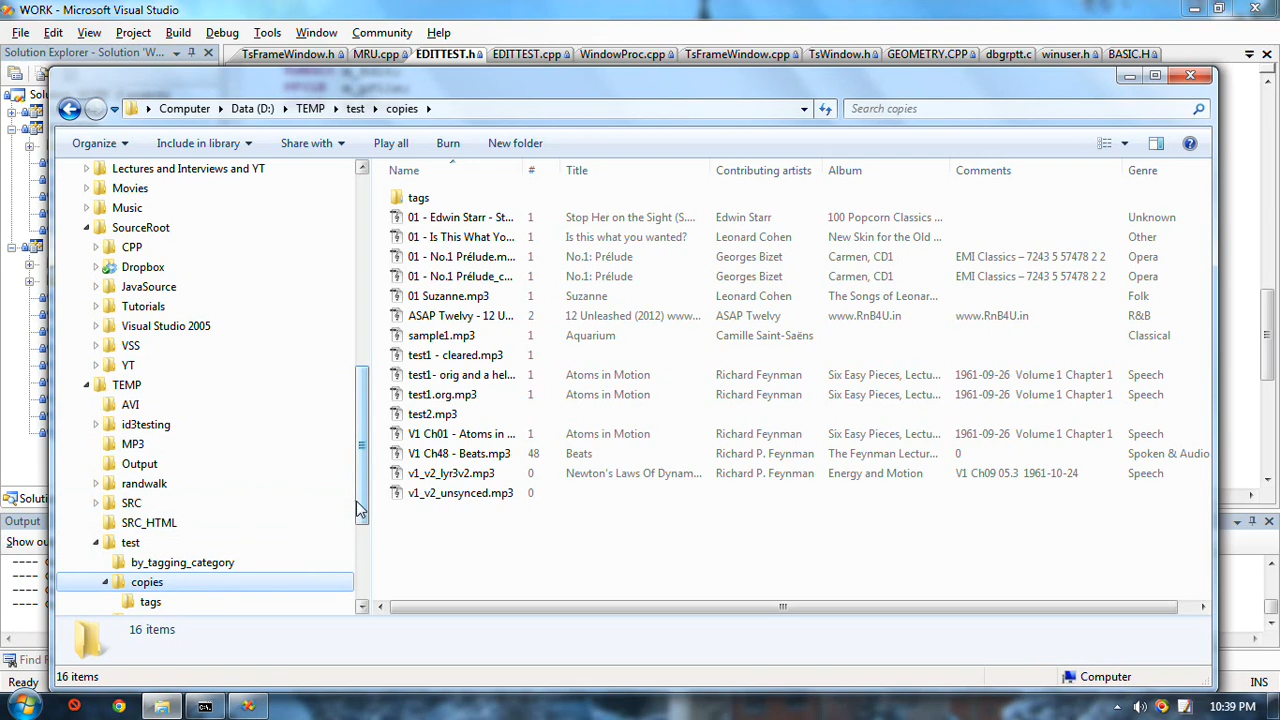 WORK - Microsoft Visual Studio
File Edit View Project Build Debug Tools Window Community Help
Solution Explorer - Solution 'W...
TsFrameWindow.h MRU.cpp EDITTEST.h EDITTEST.cpp WindowProc.cpp TsFrameWindow.cpp TsWindow.h GEOMETRY.CPP dbgrptt.cpp winuser.h BASIC.H
Computer Data (D:) TEMP test copies
Search copies
Organize Include in library Share with Play all Burn New folder
Name # Title Contributing artists Album Comments Genre
tags
01 - Edwin Starr - St... 1 Stop Her on the Sight (S.... Edwin Starr 100 Popcorn Classics ... Unknown
01 - Is This What Yo... 1 Is this what you wanted? Leonard Cohen New Skin for the Old ... Other
01 - No.1 Prélude.m... 1 No.1: Prélude Georges Bizet Carmen, CD1 EMI Classics – 7243 5 57478 2 2 Opera
01 - No.1 Prélude_c... 1 No.1: Prélude Georges Bizet Carmen, CD1 EMI Classics – 7243 5 57478 2 2 Opera
01 Suzanne.mp3 1 Suzanne Leonard Cohen The Songs of Leonar... Folk
ASAP Twelvy - 12 U... 2 12 Unleashed (2012) www... ASAP Twelvy www.RnB4U.in www.RnB4U.in R&B
sample1.mp3 1 Aquarium Camille Saint-Saëns Classical
test1 - cleared.mp3 1
test1- orig and a hel... 1 Atoms in Motion Richard Feynman Six Easy Pieces, Lectu... 1961-09-26 Volume 1 Chapter 1 Speech
test1.org.mp3 1 Atoms in Motion Richard Feynman Six Easy Pieces, Lectu... 1961-09-26 Volume 1 Chapter 1 Speech
test2.mp3
V1 Ch01 - Atoms in ... 1 Atoms in Motion Richard Feynman Six Easy Pieces, Lectu... 1961-09-26 Volume 1 Chapter 1 Speech
V1 Ch48 - Beats.mp3 48 Beats Richard P. Feynman The Feynman Lectur... 0 Spoken & Audio
v1_v2_lyr3v2.mp3 0 Newton's Laws Of Dynam... Richard P. Feynman Energy and Motion V1 Ch09 05.3 1961-10-24 Speech
v1_v2_unsynced.mp3 0
Lectures and Interviews and YT
Movies
Music
SourceRoot
CPP
Dropbox
JavaSource
Tutorials
Visual Studio 2005
VSS
YT
TEMP
AVI
id3testing
MP3
Output
randwalk
SRC
SRC_HTML
test
by_tagging_category
copies
tags
16 items
16 items
Computer
Solu
Solutio
Output
Show ou
Find R
Ready
INS
10:39 PM